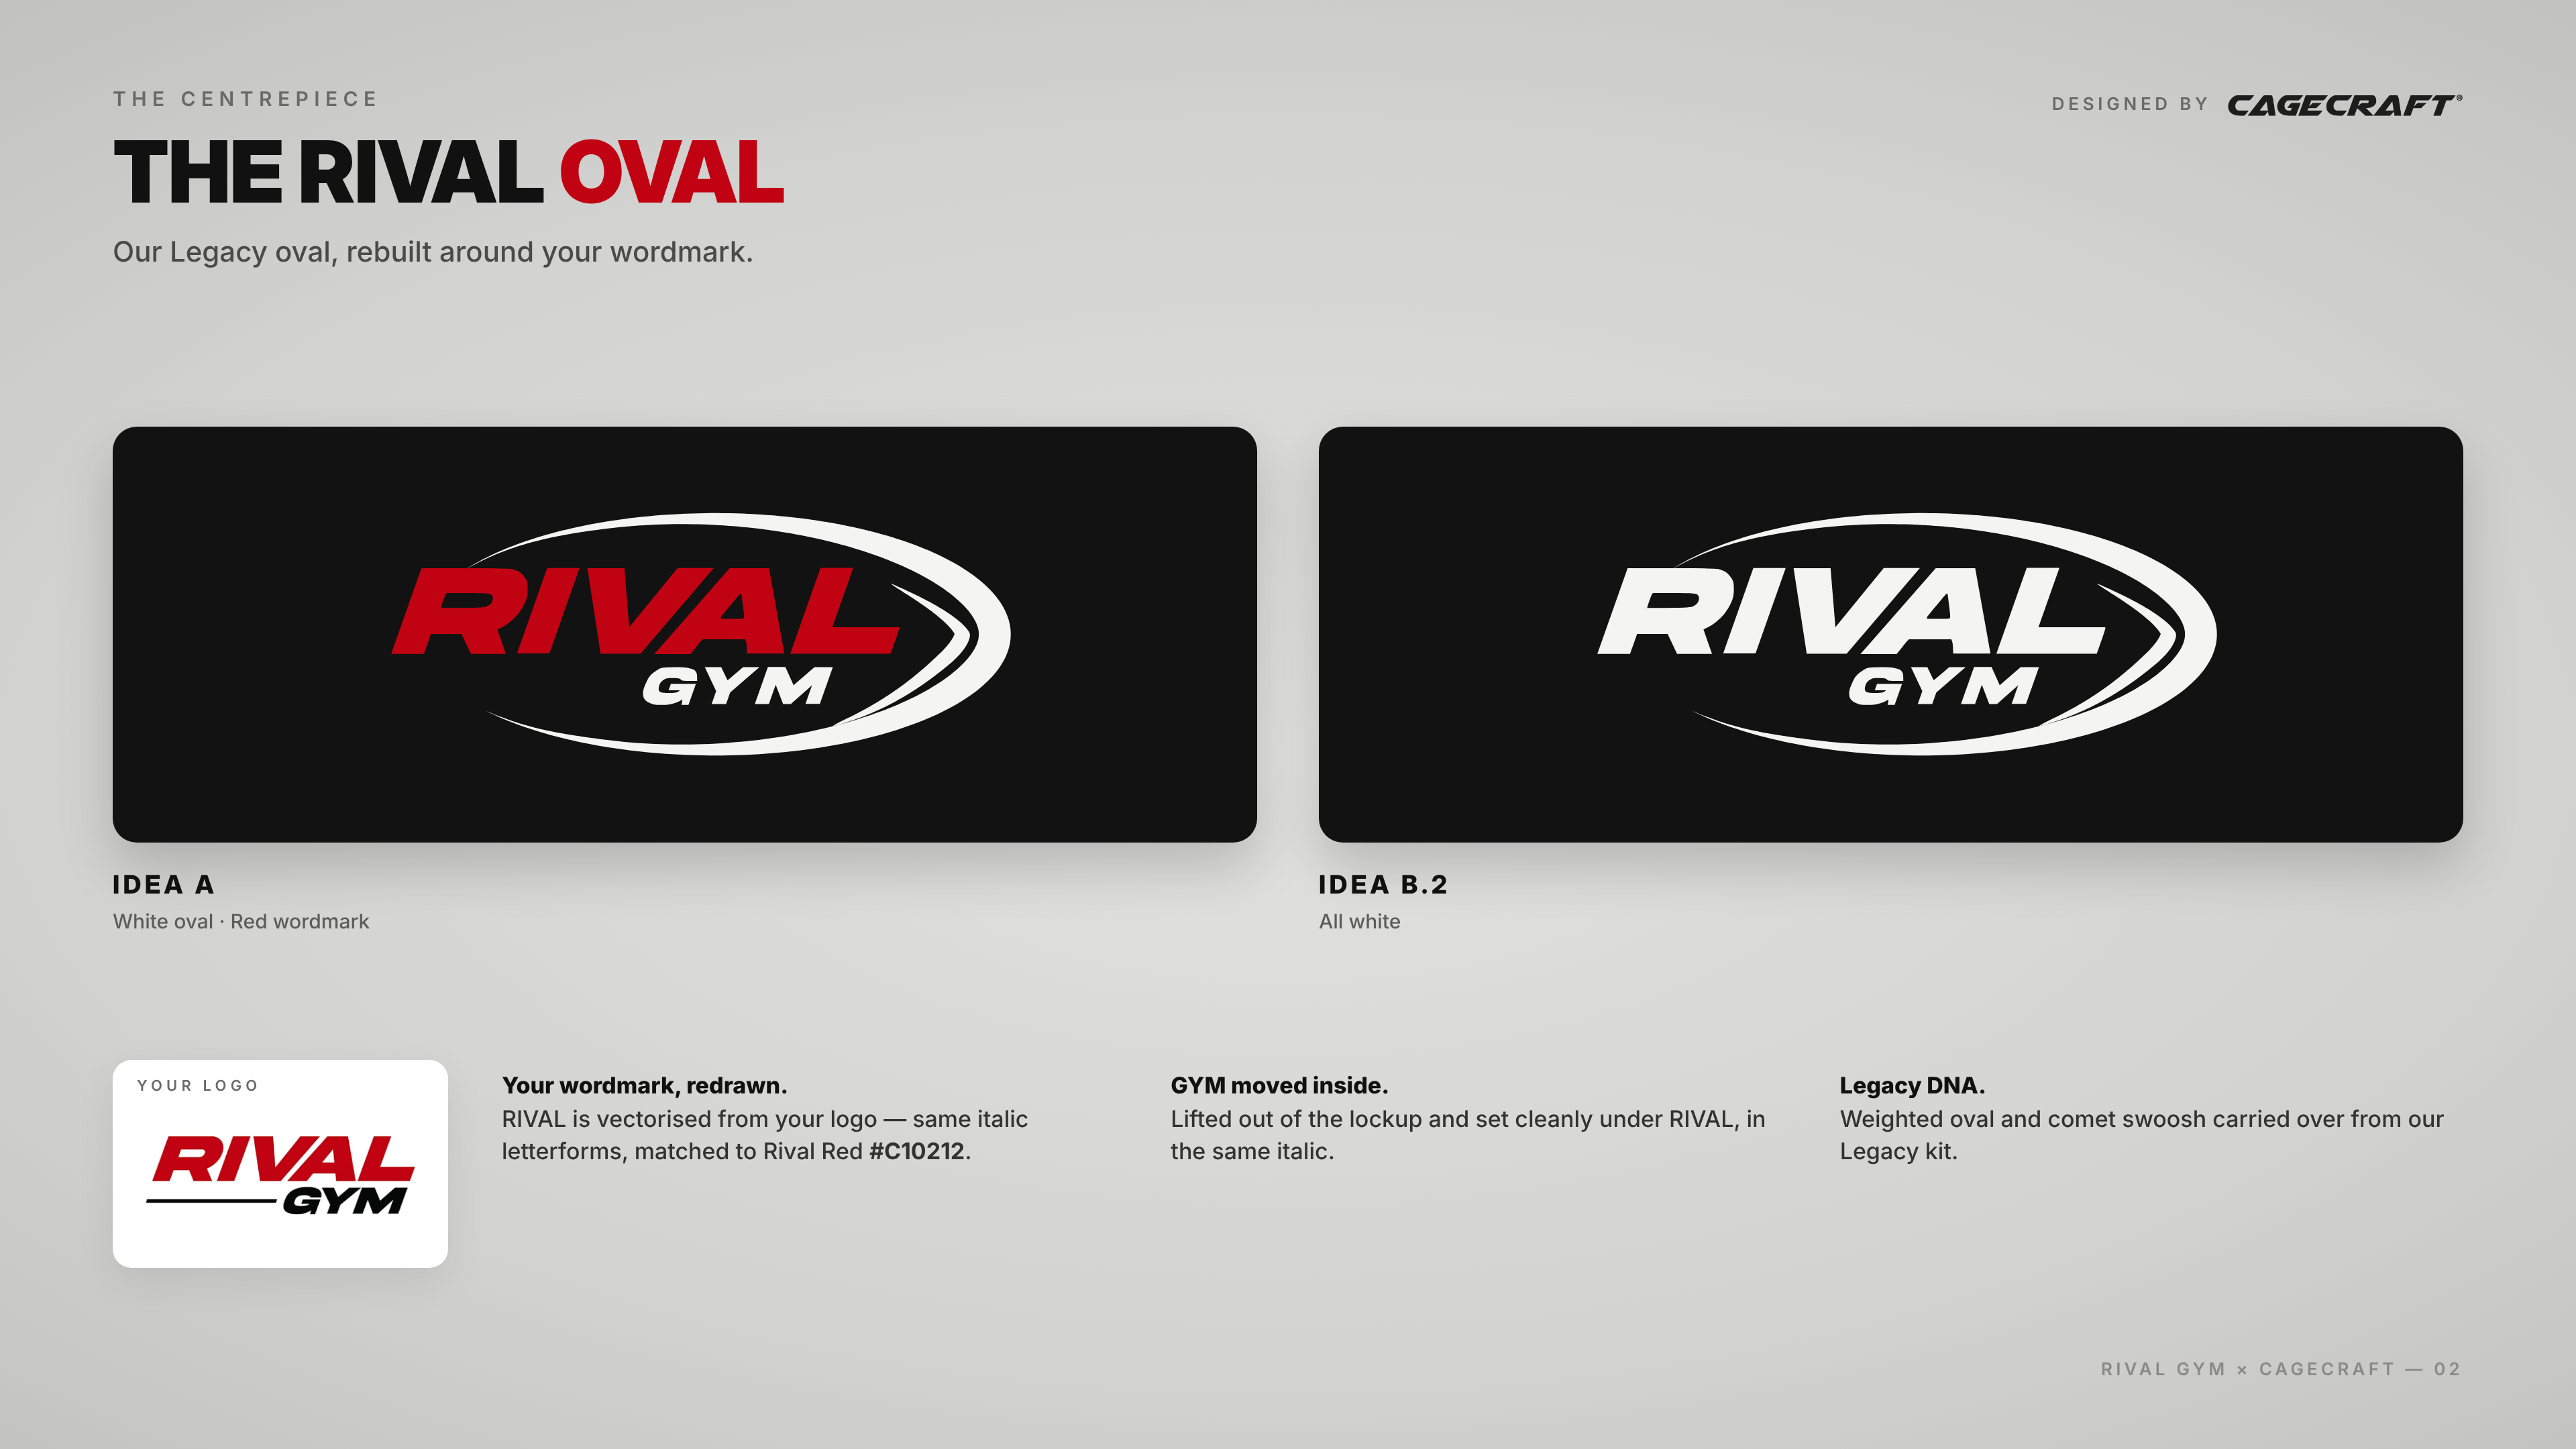 THE CENTREPIECE
DESIGNED BY CAGECRAFT®
THE RIVAL OVAL
Our Legacy oval, rebuilt around your wordmark.
RIVAL
GYM
RIVAL
GYM
IDEA A
White oval · Red wordmark
IDEA B.2
All white
YOUR LOGO
RIVAL
GYM
Your wordmark, redrawn.
RIVAL is vectorised from your logo — same italic
letterforms, matched to Rival Red #C10212.
GYM moved inside.
Lifted out of the lockup and set cleanly under RIVAL, in
the same italic.
Legacy DNA.
Weighted oval and comet swoosh carried over from our
Legacy kit.
RIVAL GYM × CAGECRAFT — 02